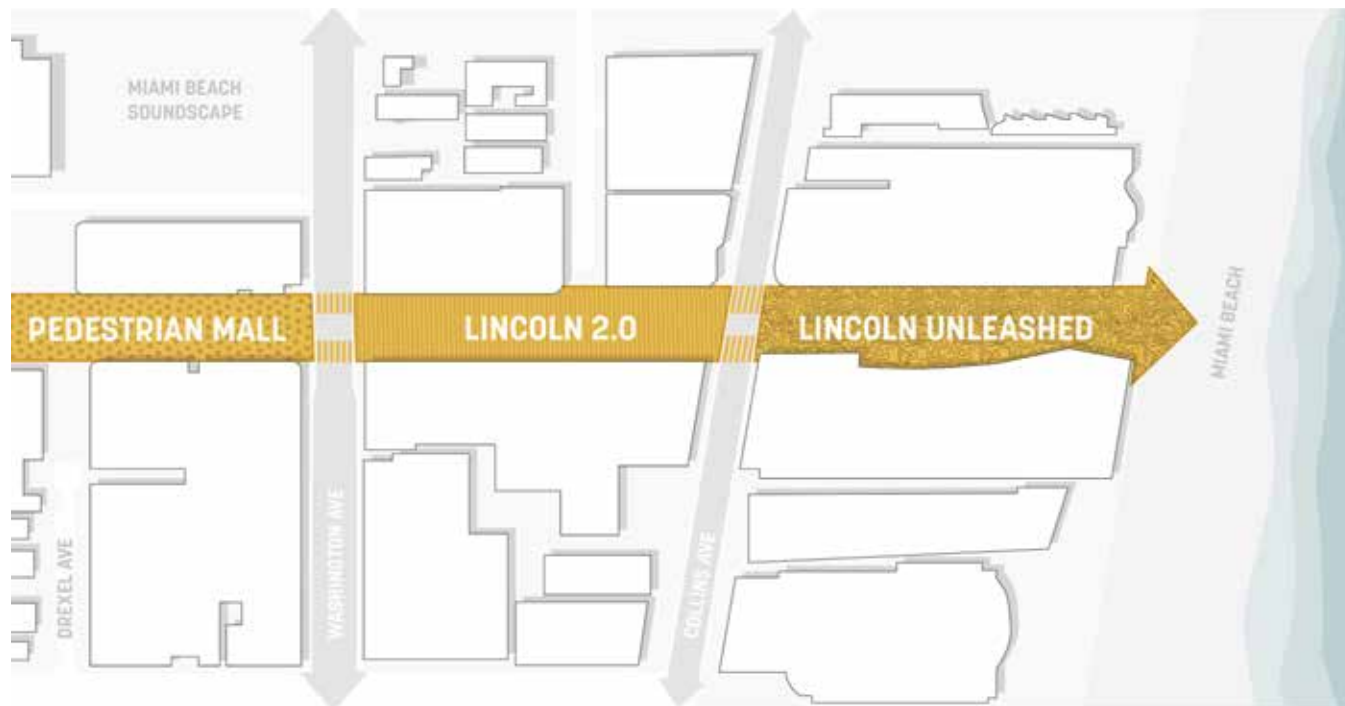 MIAMI BEACH
SOUNDSCAPE
PEDESTRIAN MALL
LINCOLN 2.0
LINCOLN UNLEASHED
MIAMI BEACH
DREXEL AVE
WASHINGTON AVE
COLLINS AVE